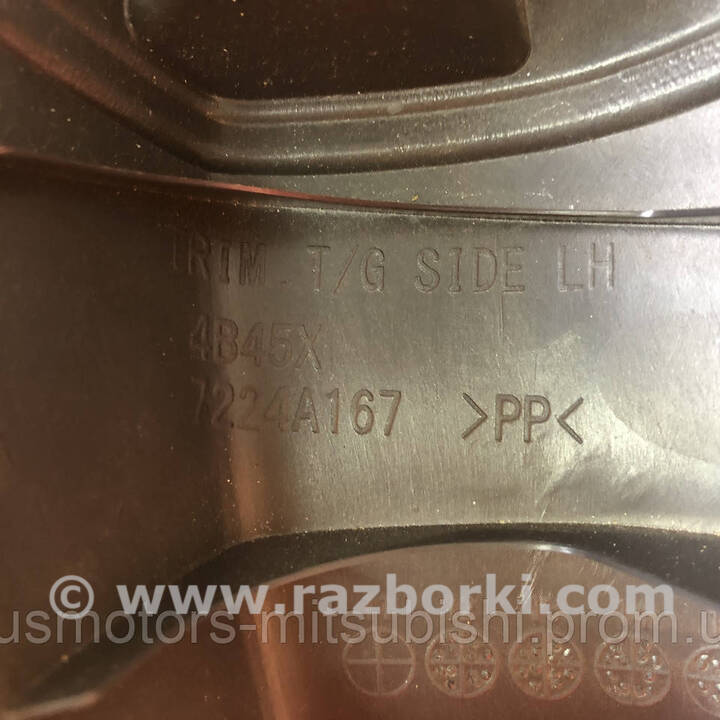 TRIM T/G SIDE LH
4B45X
7224A167 >PP<
© www.razborki.com
usmotors-mitsubishi.prom.u